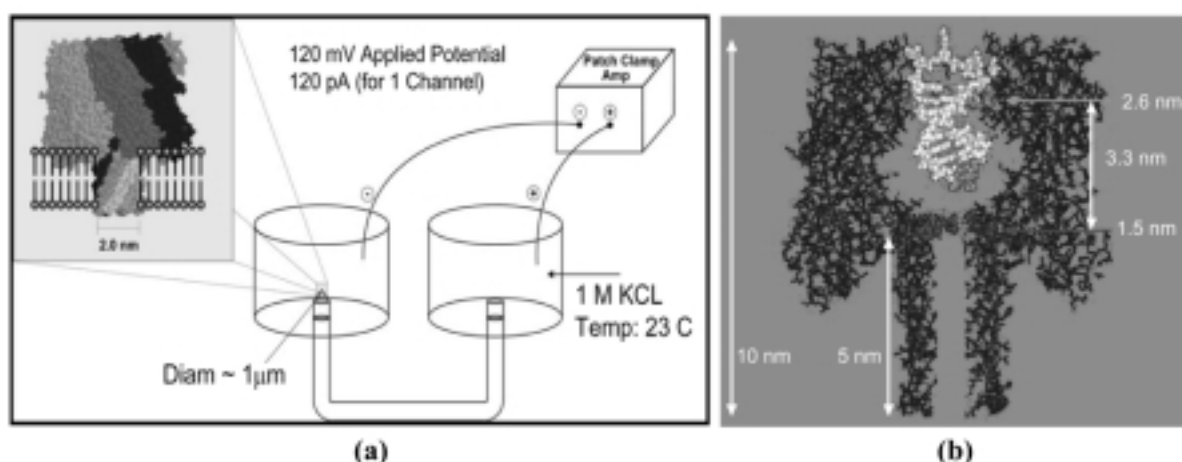 120 mV Applied Potential
120 pA (for 1 Channel)
Patch Clamp
Amp
2.0 nm
1 M KCL
Temp: 23 C
Diam ~ 1µm
2.6 nm
3.3 nm
1.5 nm
10 nm
5 nm
(a)
(b)